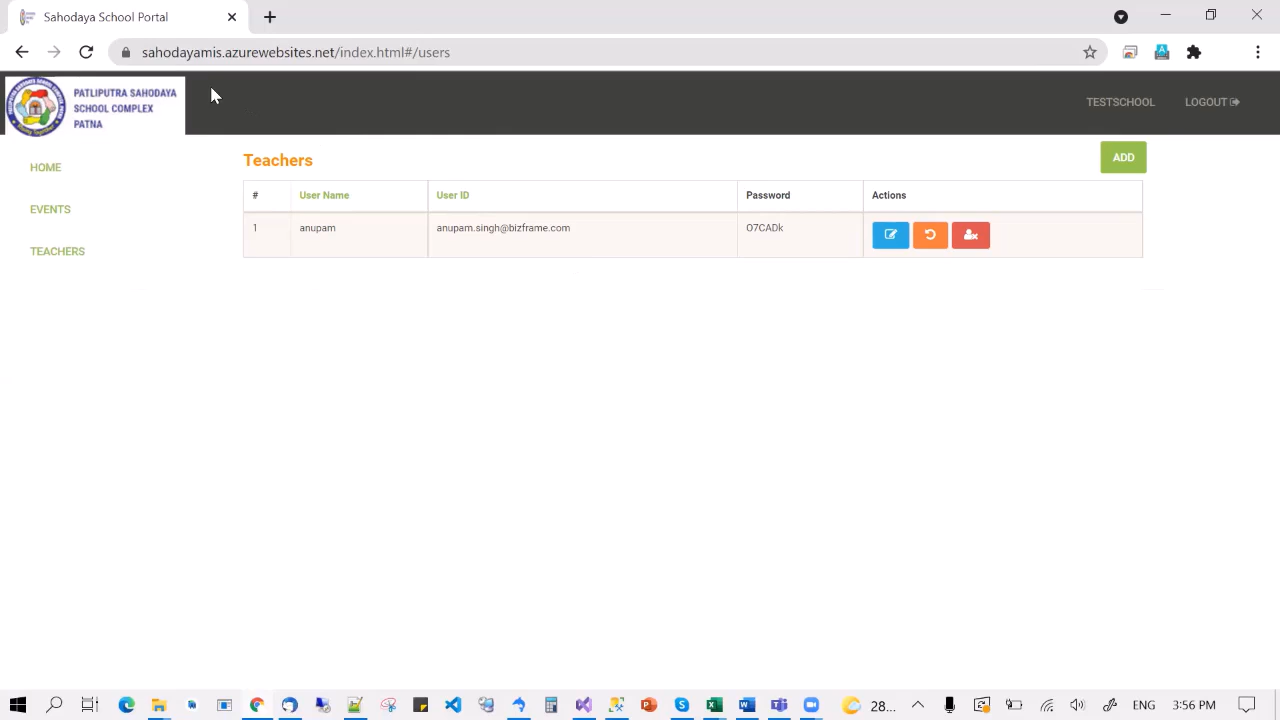 Sahodaya School Portal
sahodayamis.azurewebsites.net/index.html#/users
PATLIPUTRA SAHODAYA
SCHOOL COMPLEX
PATNA
TESTSCHOOL LOGOUT
HOME
EVENTS
TEACHERS
Teachers
ADD
# User Name User ID Password Actions
1 anupam anupam.singh@bizframe.com O7CADk
28... ENG 3:56 PM